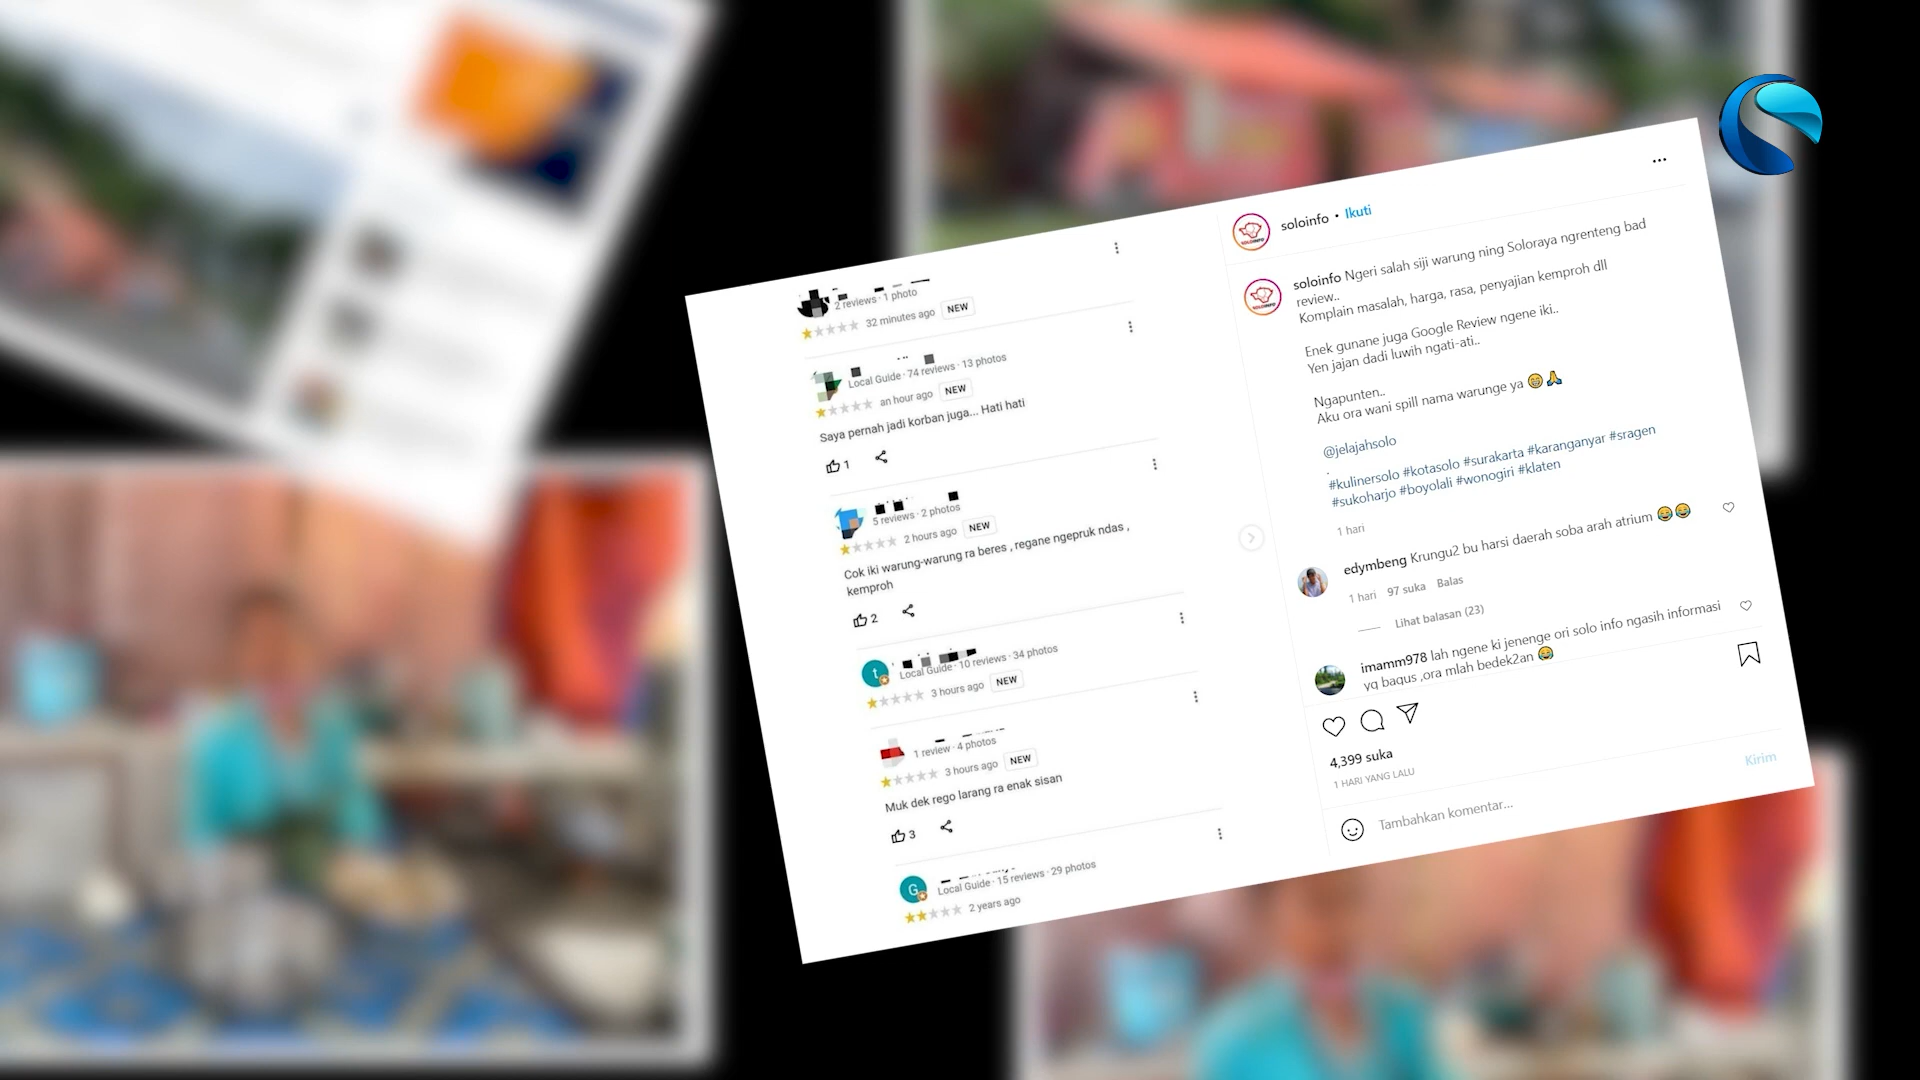 2 reviews · 1 photo
32 minutes ago NEW
Local Guide · 74 reviews · 13 photos
an hour ago NEW
Saya pernah jadi korban juga... Hati hati
1
5 reviews · 2 photos
2 hours ago NEW
Cok iki warung-warung ra beres , regane ngepruk ndas ,
kemproh
2
t
Local Guide · 10 reviews · 34 photos
3 hours ago NEW
1 review · 4 photos
3 hours ago NEW
Muk dek rego larang ra enak sisan
3
G
Local Guide · 15 reviews · 29 photos
2 years ago
soloinfo • Ikuti
soloinfo Ngeri salah siji warung ning Soloraya ngrenteng bad
review..
Komplain masalah, harga, rasa, penyajian kemproh dll
Enek gunane juga Google Review ngene iki..
Yen jajan dadi luwih ngati-ati..
Ngapunten..
Aku ora wani spill nama warunge ya 😁🙏
@jelajahsolo
.
#kulinersolo #kotasolo #surakarta #karanganyar #sragen
#sukoharjo #boyolali #wonogiri #klaten
1 hari
edymbeng Krungu2 bu harsi daerah soba arah atrium 😂😂
1 hari 97 suka Balas
Lihat balasan (23)
imamm978 lah ngene ki jenenge ori solo info ngasih informasi
yg bagus ,ora mlah bedek2an 😂
4,399 suka
1 HARI YANG LALU
Tambahkan komentar...
Kirim